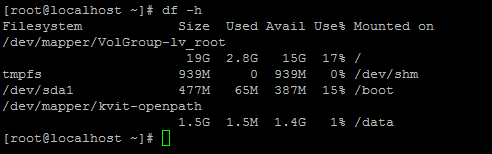 [root@localhost ~]# df -h
Filesystem            Size  Used Avail Use% Mounted on
/dev/mapper/VolGroup-lv_root
                       19G  2.8G   15G  17% /
tmpfs                 939M     0  939M   0% /dev/shm
/dev/sda1             477M   65M  387M  15% /boot
/dev/mapper/kvit-openpath
                      1.5G  1.5M  1.4G   1% /data
[root@localhost ~]#